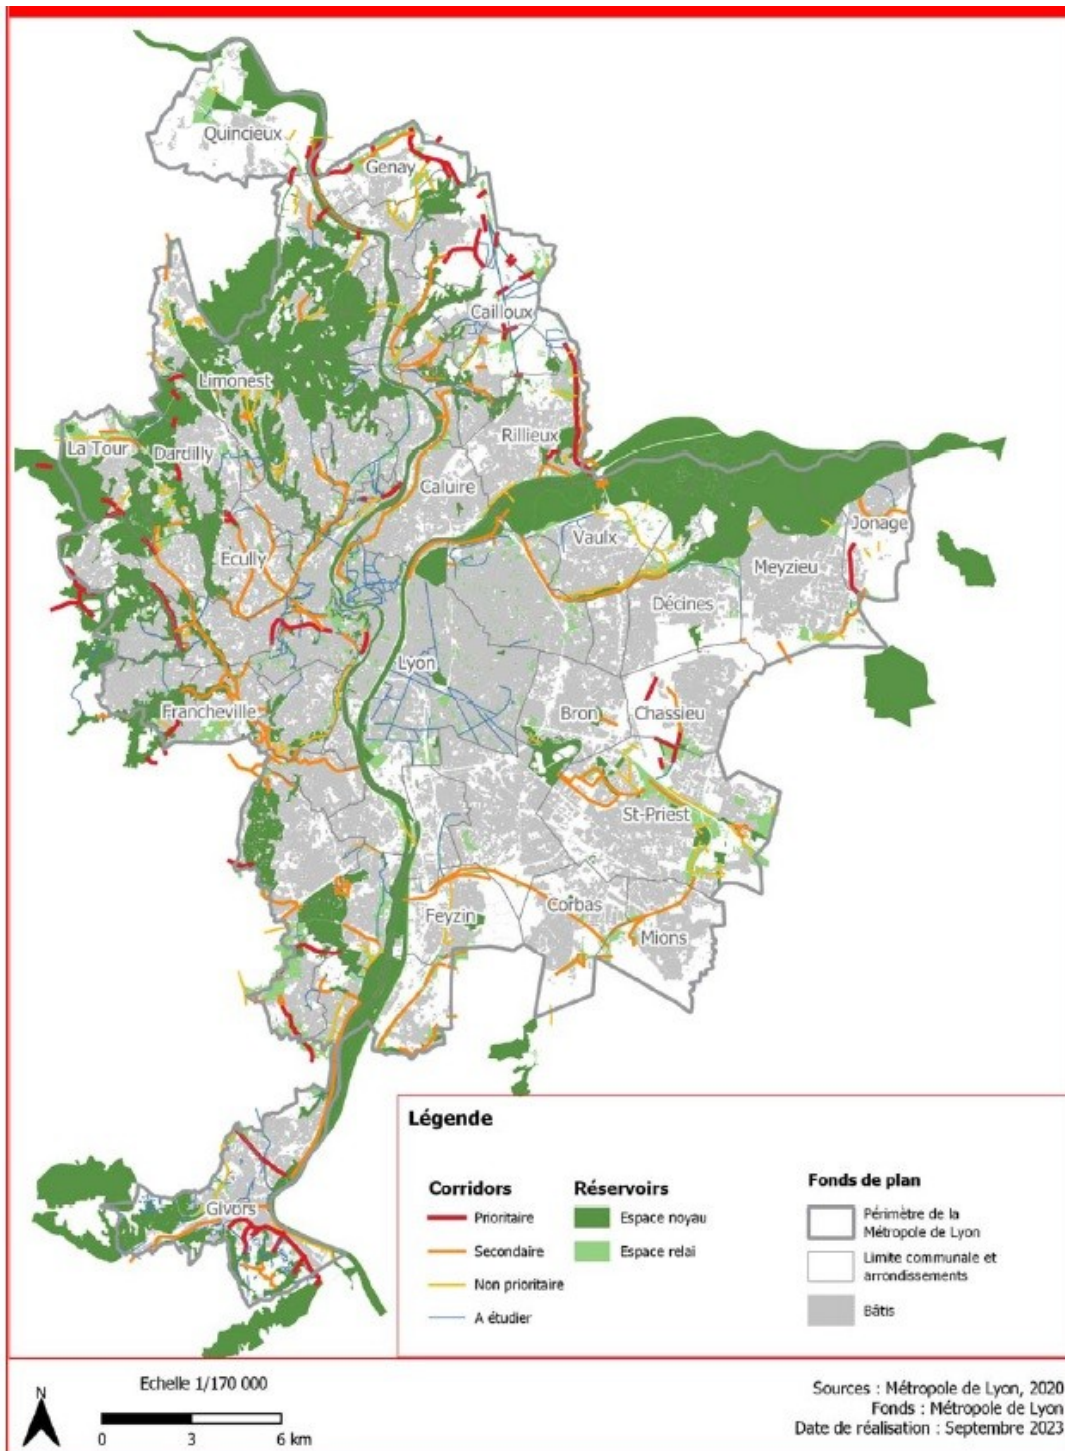 Quincieux
Genay
Cailloux
Limonest
La Tour
Dardilly
Rillieux
Caluire
Ecully
Vaulx
Jonage
Meyzieu
Décines
Lyon
Francheville
Bron
Chassieu
St-Priest
Feyzin
Corbas
Mions
Givors
Légende
Corridors
Prioritaire
Secondaire
Non prioritaire
A étudier
Réservoirs
Espace noyau
Espace relai
Fonds de plan
Périmètre de la
Métropole de Lyon
Limite communale et
arrondissements
Bâtis
N
Echelle 1/170 000
0 3 6 km
Sources : Métropole de Lyon, 2020
Fonds : Métropole de Lyon
Date de réalisation : Septembre 2023